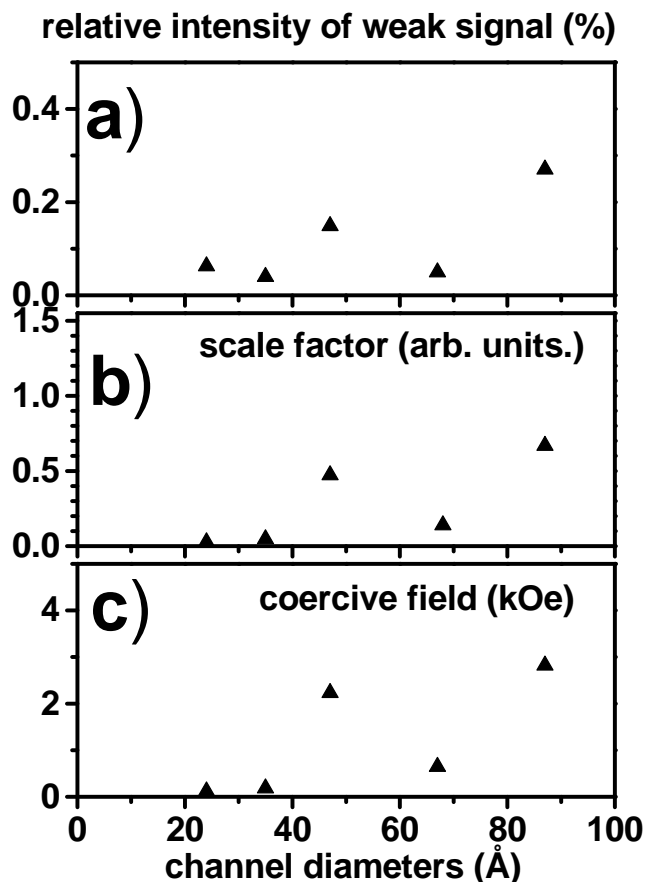 relative intensity of weak signal (%)
0.4
a)
0.2
0.0
1.5
scale factor (arb. units.)
b)
1.0
0.5
0.0
c)
coercive field (kOe)
4
2
0
0 20 40 60 80 100
channel diameters (Å)